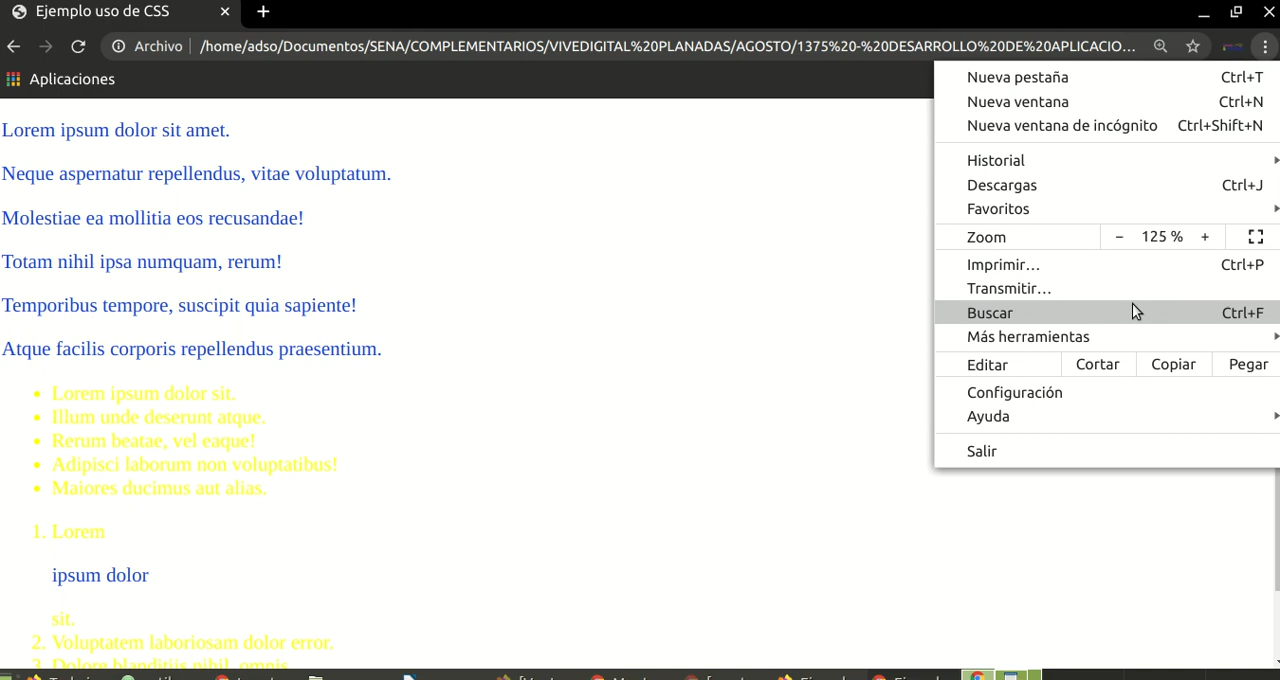 Ejemplo uso de CSS
Archivo /home/adso/Documentos/SENA/COMPLEMENTARIOS/VIVEDIGITAL%20PLANADAS/AGOSTO/1375%20-%20DESARROLLO%20DE%20APLICACIO...
Aplicaciones
Lorem ipsum dolor sit amet.
Neque aspernatur repellendus, vitae voluptatum.
Molestiae ea mollitia eos recusandae!
Totam nihil ipsa numquam, rerum!
Temporibus tempore, suscipit quia sapiente!
Atque facilis corporis repellendus praesentium.
• Lorem ipsum dolor sit.
• Illum unde deserunt atque.
• Rerum beatae, vel eaque!
• Adipisci laborum non voluptatibus!
• Maiores ducimus aut alias.
1. Lorem
ipsum dolor
sit.
2. Voluptatem laboriosam dolor error.
3. Dolore blanditiis nihil, omnis
Nueva pestaña Ctrl+T
Nueva ventana Ctrl+N
Nueva ventana de incógnito Ctrl+Shift+N
Historial
Descargas Ctrl+J
Favoritos
Zoom − 125 % +
Imprimir... Ctrl+P
Transmitir...
Buscar Ctrl+F
Más herramientas
Editar Cortar Copiar Pegar
Configuración
Ayuda
Salir